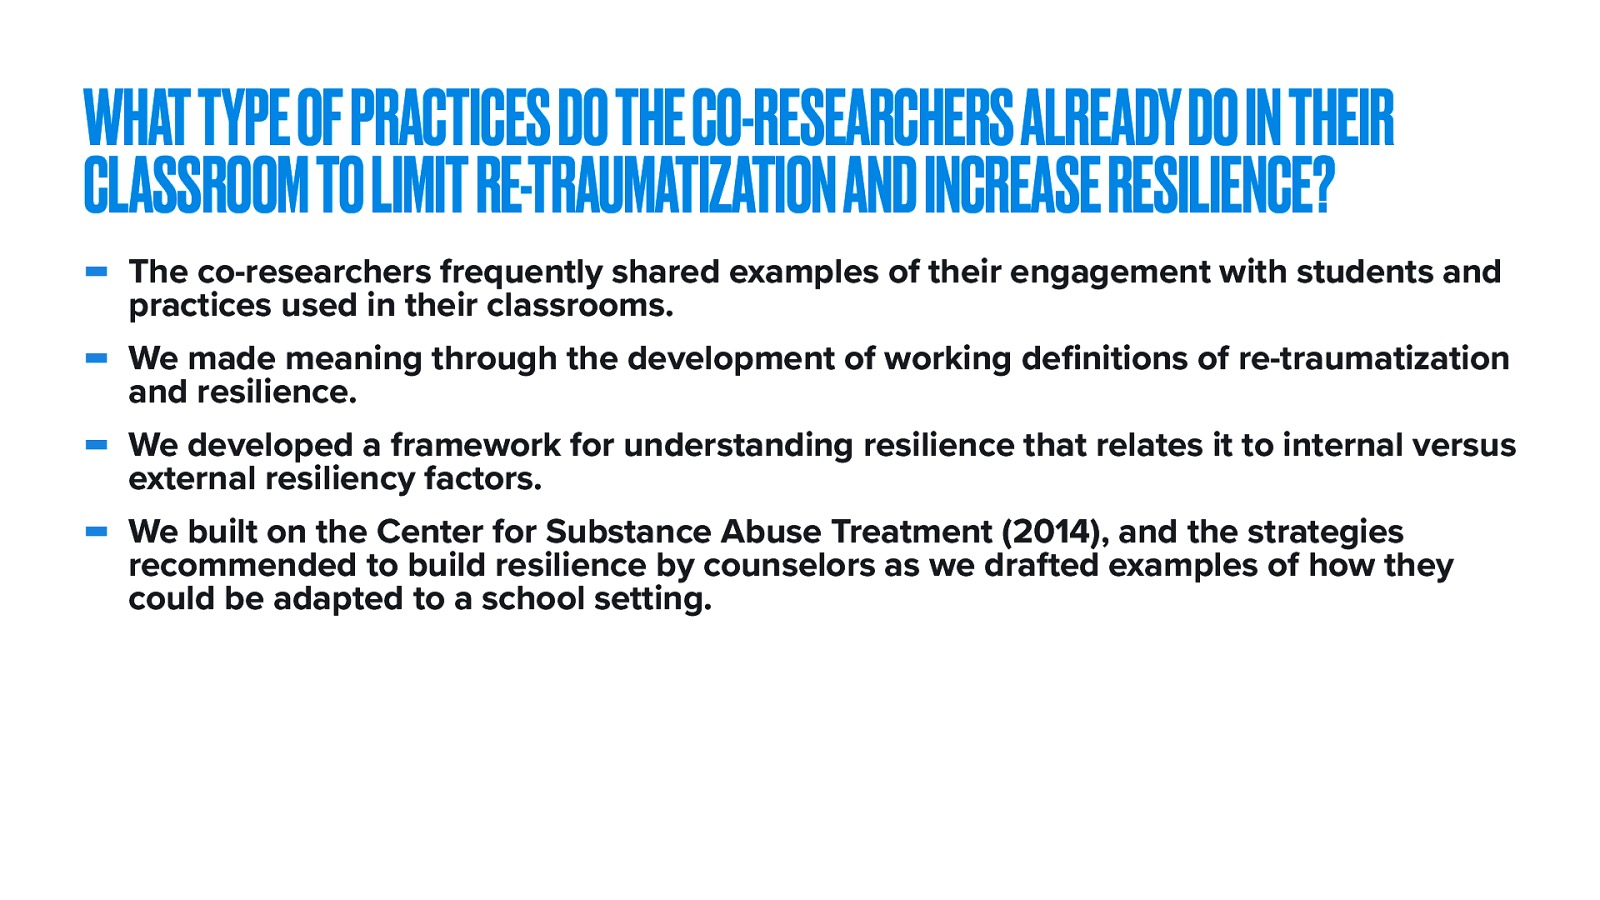 WHAT TYPE OF PRACTICES DO THE CO-RESEARCHERS ALREADY DO IN THEIR
CLASSROOM TO LIMIT RE-TRAUMATIZATION AND INCREASE RESILIENCE?
- The co-researchers frequently shared examples of their engagement with students and
practices used in their classrooms.
- We made meaning through the development of working definitions of re-traumatization
and resilience.
- We developed a framework for understanding resilience that relates it to internal versus
external resiliency factors.
- We built on the Center for Substance Abuse Treatment (2014), and the strategies
recommended to build resilience by counselors as we drafted examples of how they
could be adapted to a school setting.